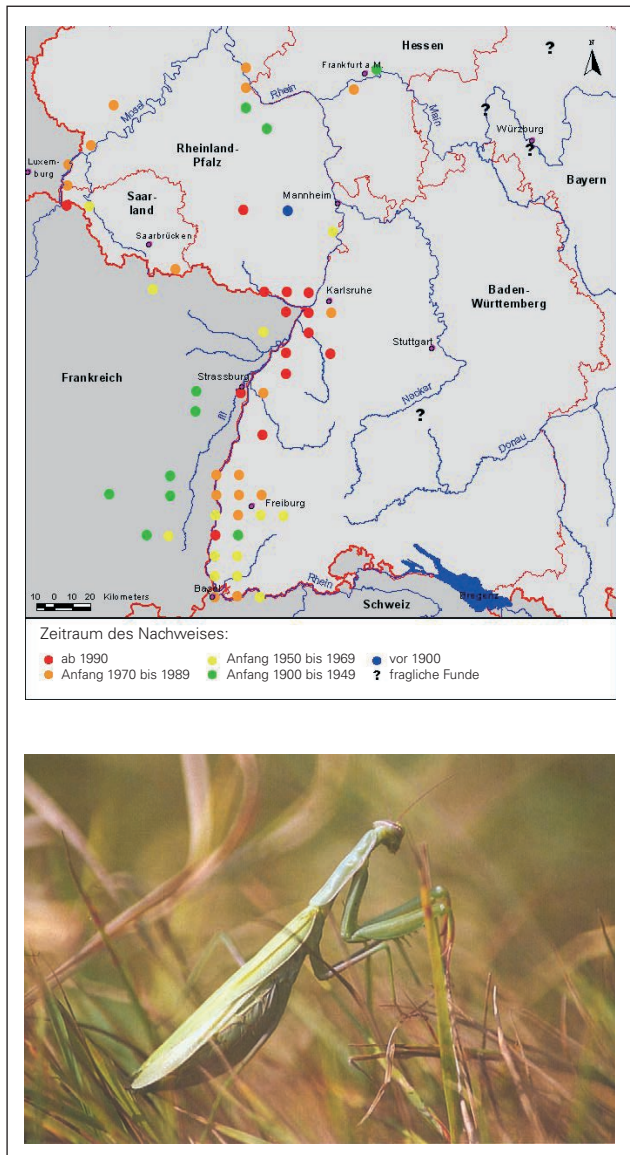 Hessen
Frankfurt a.M.
N
Rhein
Mosel
Main
Würzburg
Rheinland-
Pfalz
Luxem-
burg
Bayern
Saar-
land
Mannheim
Saarbrücken
Karlsruhe
Baden-
Württemberg
Stuttgart
Frankreich
Strassburg
Neckar
Ill
Donau
Freiburg
Rhein
Basel
Bregenz
10 0 10 20 Kilometers
Schweiz
Zeitraum des Nachweises:
ab 1990 Anfang 1950 bis 1969 vor 1900
Anfang 1970 bis 1989 Anfang 1900 bis 1949 ? fragliche Funde